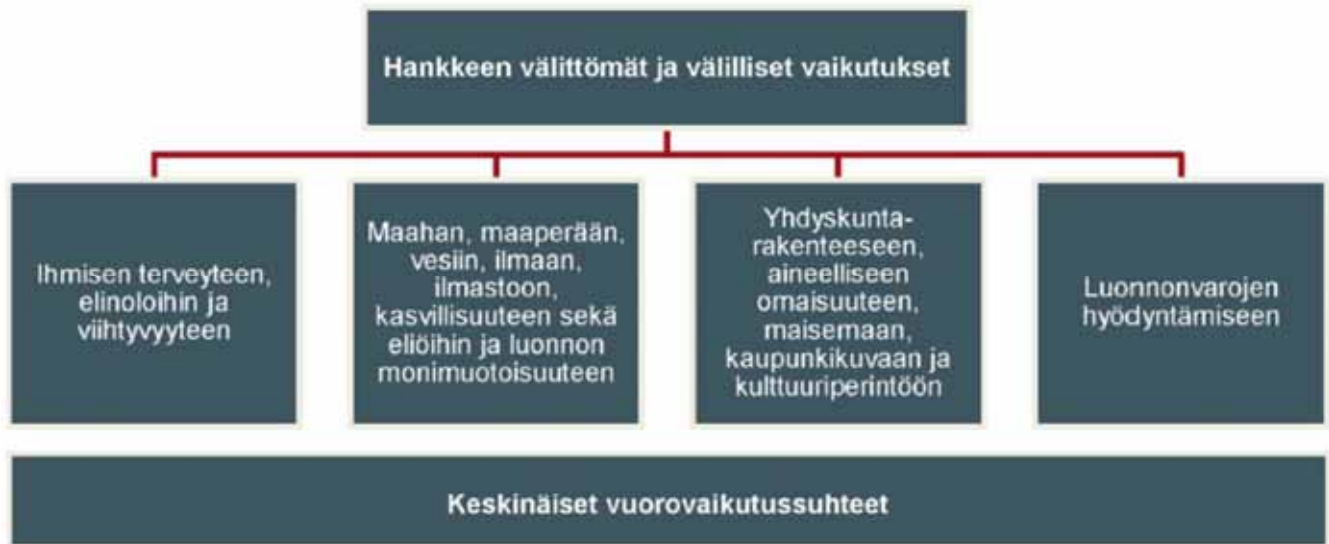 Hankkeen välittömät ja välilliset vaikutukset
Ihmisen terveyteen,
elinoloihin ja
viihtyvyyteen
Maahan, maaperään,
vesiin, ilmaan,
ilmastoon,
kasvillisuuteen sekä
eliöihin ja luonnon
monimuotoisuuteen
Yhdyskunta-
rakenteeseen,
aineelliseen
omaisuuteen,
maisemaan,
kaupunkikuvaan ja
kulttuuriperintöön
Luonnonvarojen
hyödyntämiseen
Keskinäiset vuorovaikutussuhteet